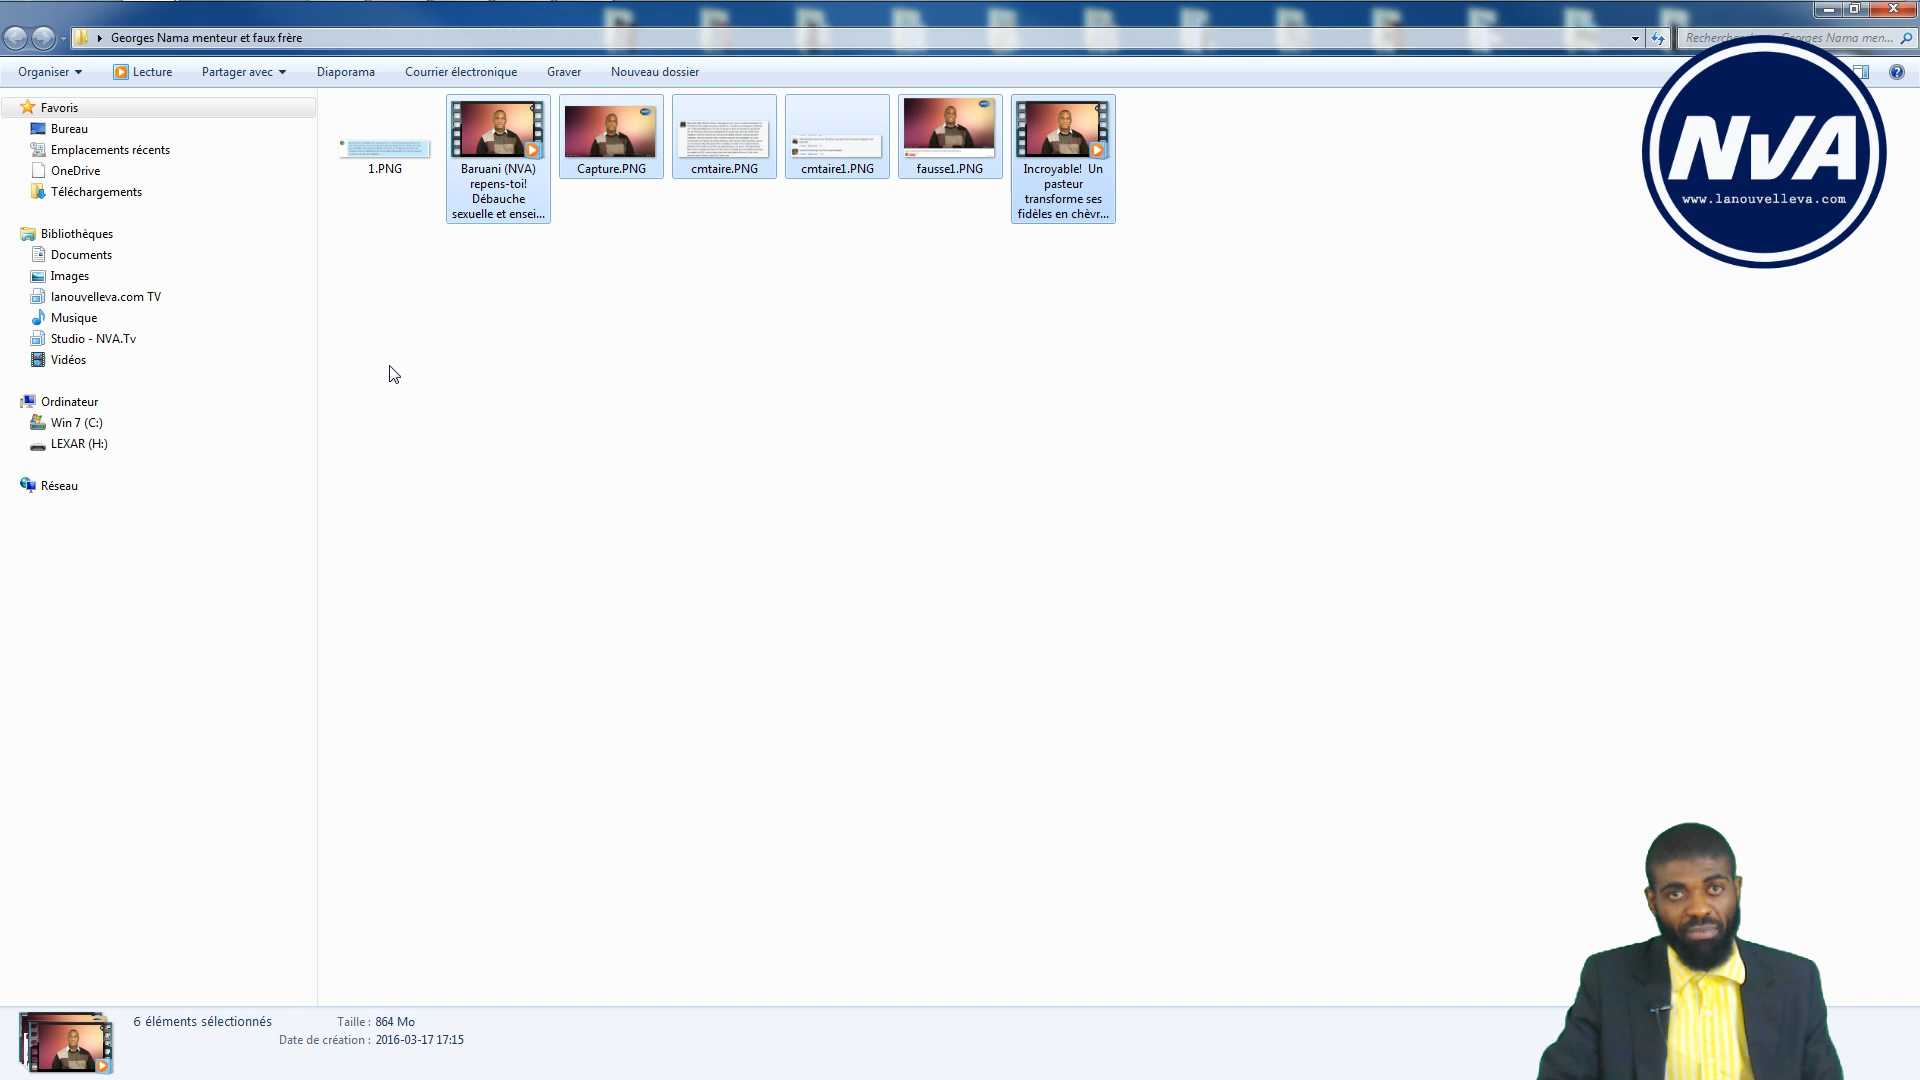 Georges Nama menteur et faux frère
Organiser
Lecture
Partager avec
Diaporama
Courrier électronique
Graver
Nouveau dossier
NVA
www.lanouvelleva.com
Favoris
Bureau
Emplacements récents
OneDrive
Téléchargements
Bibliothèques
Documents
Images
lanouvelleva.com TV
Musique
Studio - NVA.Tv
Vidéos
Ordinateur
Win 7 (C:)
LEXAR (H:)
Réseau
1.PNG
Baruani (NVA)
repens-toi!
Débauche
sexuelle et ensei...
Capture.PNG
cmtaire.PNG
cmtaire1.PNG
fausse1.PNG
Incroyable! Un
pasteur
transforme ses
fidèles en chèvr...
6 éléments sélectionnés
Taille : 864 Mo
Date de création : 2016-03-17 17:15